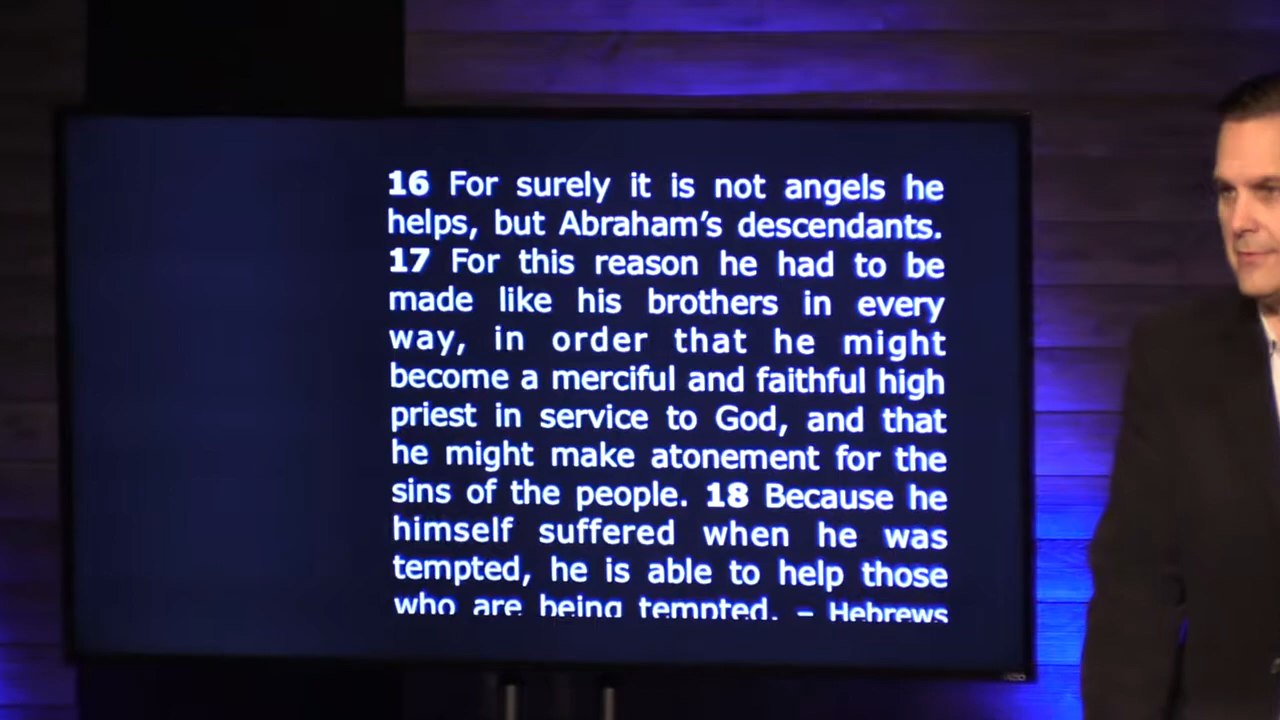 16 For surely it is not angels he
helps, but Abraham's descendants.
17 For this reason he had to be
made like his brothers in every
way, in order that he might
become a merciful and faithful high
priest in service to God, and that
he might make atonement for the
sins of the people. 18 Because he
himself suffered when he was
tempted, he is able to help those
who are being tempted. – Hebrews
VIZIO